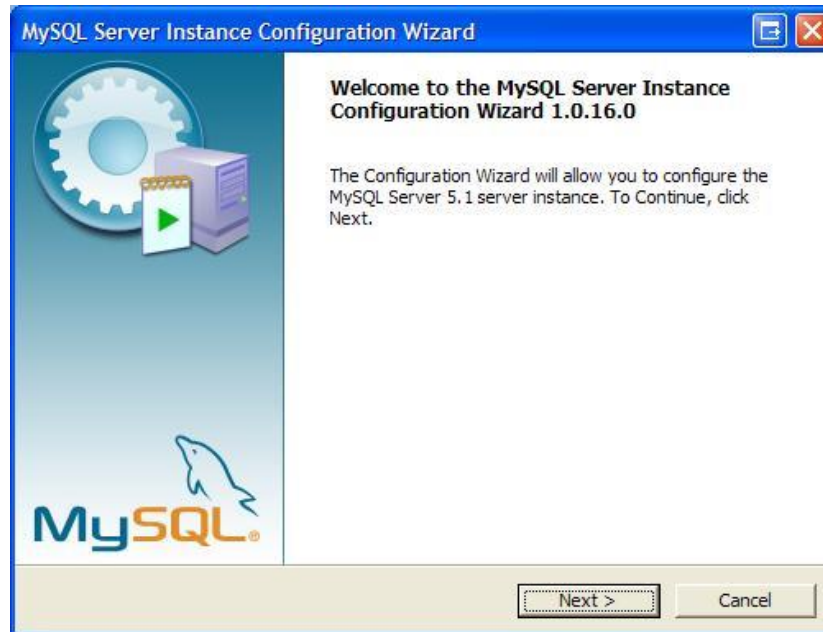 MySQL Server Instance Configuration Wizard
Welcome to the MySQL Server Instance
Configuration Wizard 1.0.16.0
The Configuration Wizard will allow you to configure the
MySQL Server 5.1 server instance. To Continue, click
Next.
MySQL®
Next >
Cancel